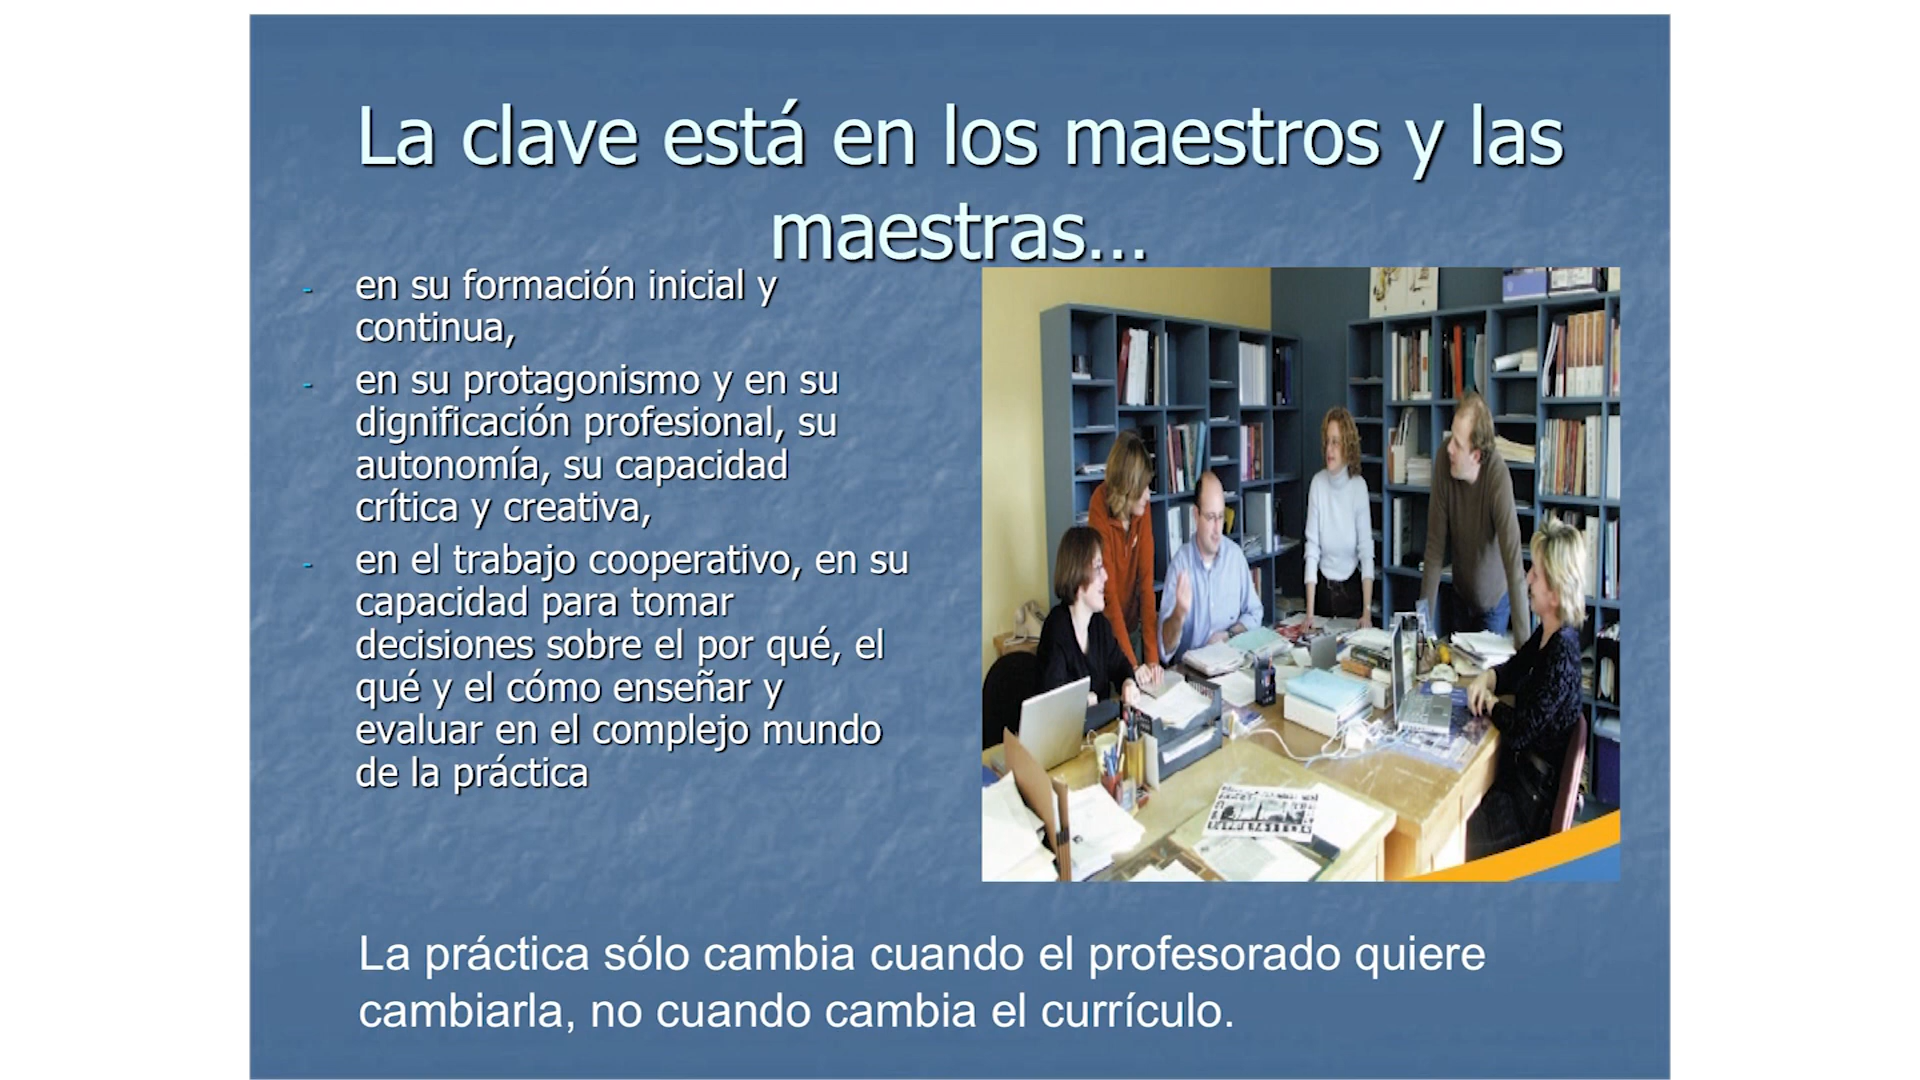 La clave está en los maestros y las
maestras...
- en su formación inicial y
continua,
- en su protagonismo y en su
dignificación profesional, su
autonomía, su capacidad
crítica y creativa,
- en el trabajo cooperativo, en su
capacidad para tomar
decisiones sobre el por qué, el
qué y el cómo enseñar y
evaluar en el complejo mundo
de la práctica
La práctica sólo cambia cuando el profesorado quiere
cambiarla, no cuando cambia el currículo.